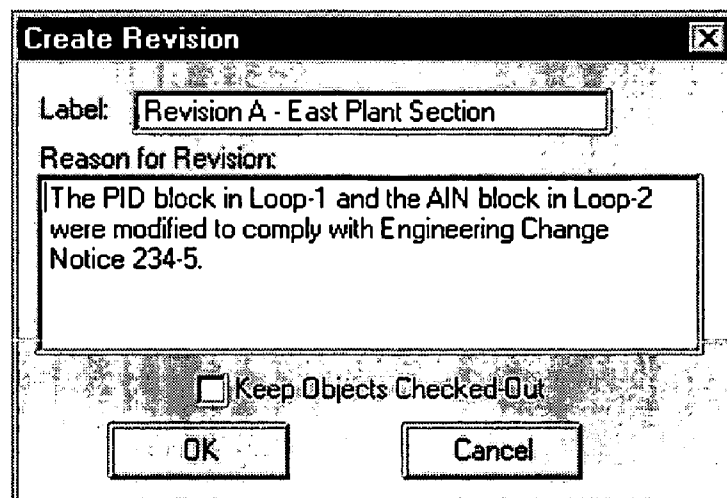 Create Revision
Label: Revision A - East Plant Section
Reason for Revision:
The PID block in Loop-1 and the AIN block in Loop-2
were modified to comply with Engineering Change
Notice 234-5.
Keep Objects Checked-Out
OK Cancel